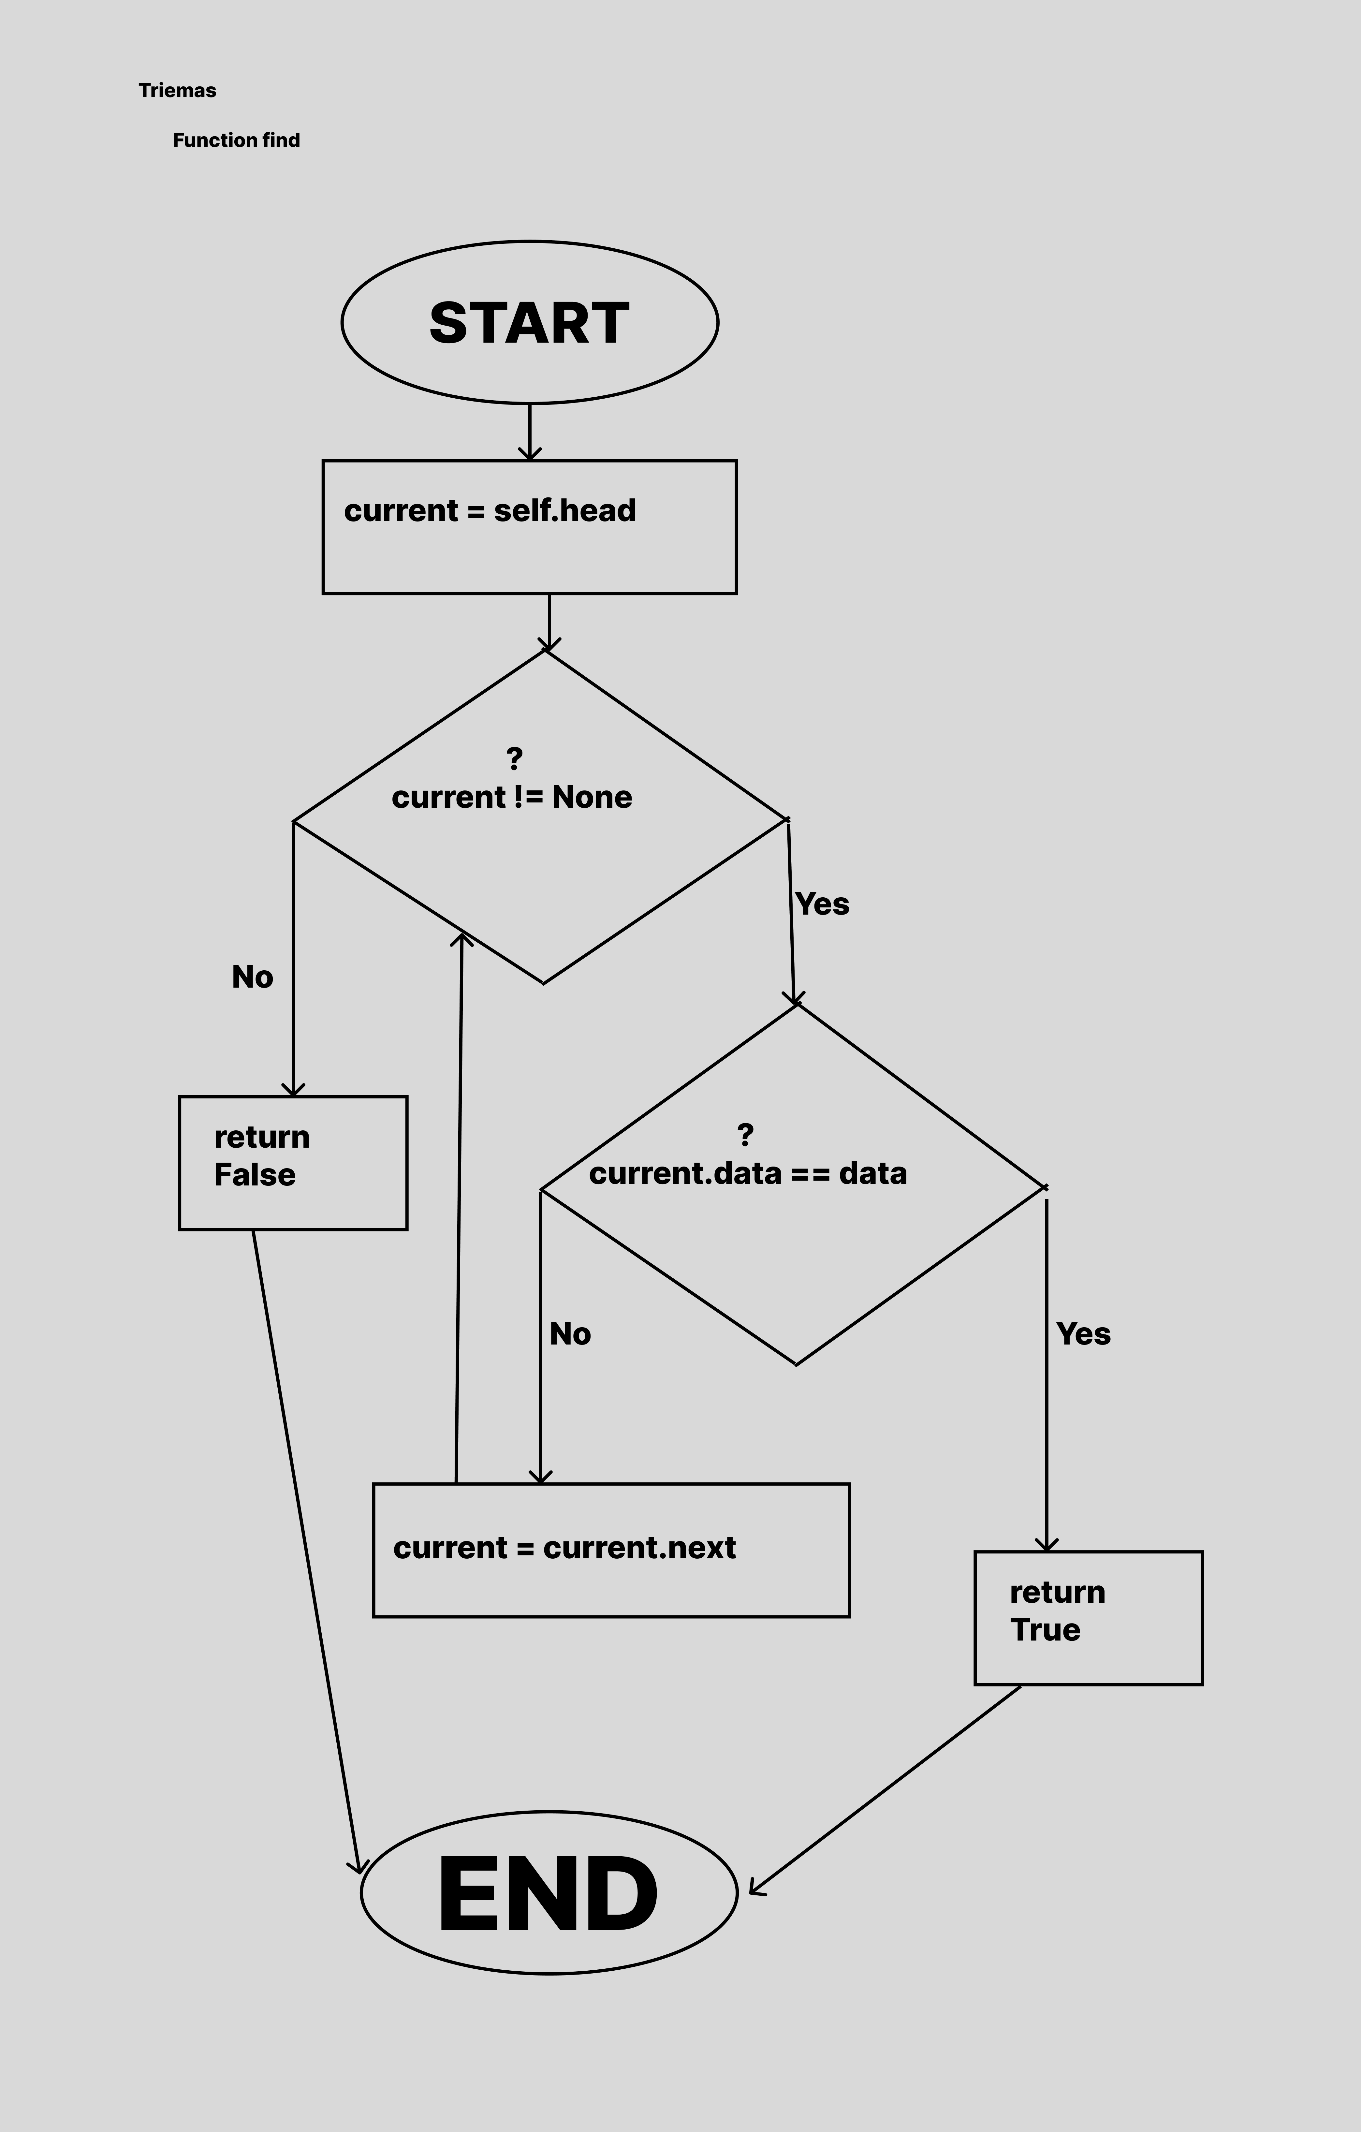 Triemas
Function find
START
current = self.head
?
current != None
Yes
No
return
False
?
current.data == data
No
Yes
current = current.next
return
True
END